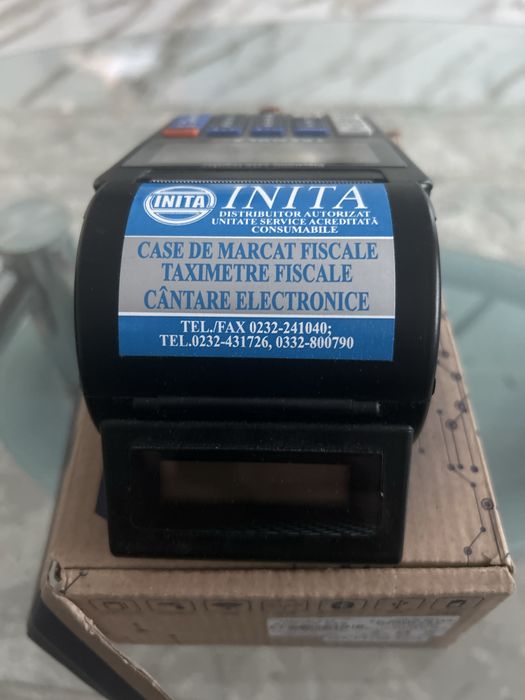 INITA
INITA
DISTRIBUITOR AUTORIZAT
UNITATE SERVICE ACREDITATĂ
CONSUMABILE
CASE DE MARCAT FISCALE
TAXIMETRE FISCALE
CÂNTARE ELECTRONICE
TEL./FAX 0232-241040;
TEL.0232-431726, 0332-800790